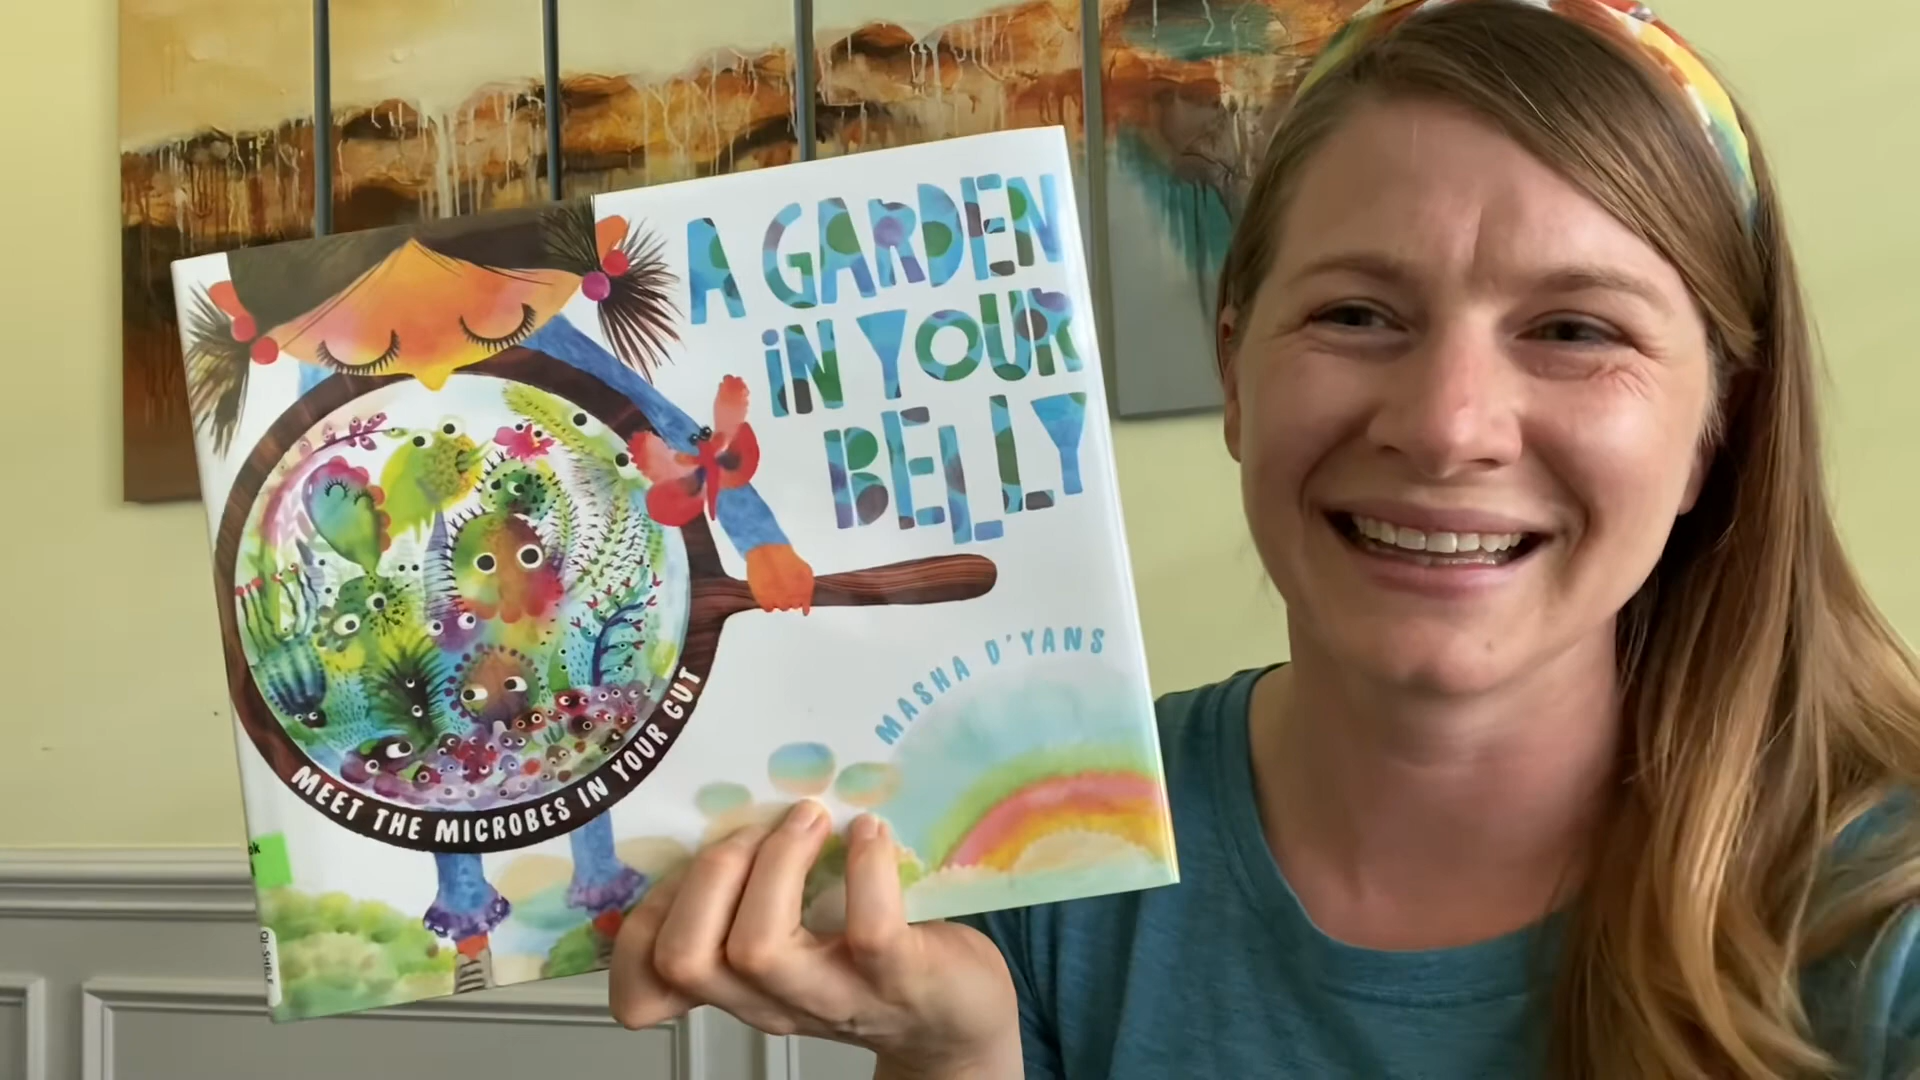 A GARDEN
IN YOUR
BELLY
MASHA D'YANS
MEET THE MICROBES IN YOUR GUT